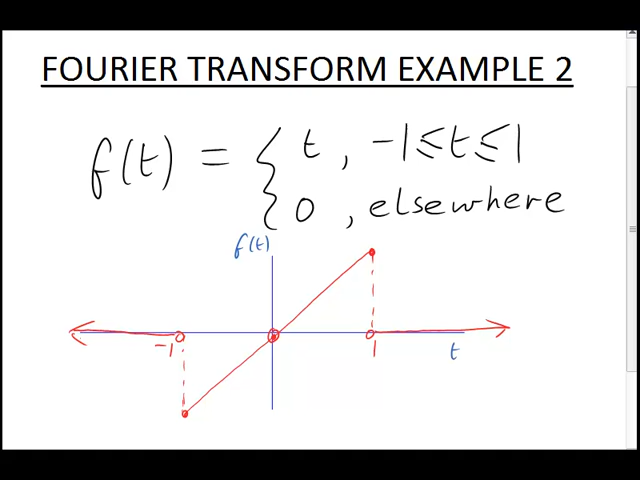 FOURIER TRANSFORM EXAMPLE 2
f(t) = { t , -1≤t≤1
0 , elsewhere
f(t)
-1 1 t